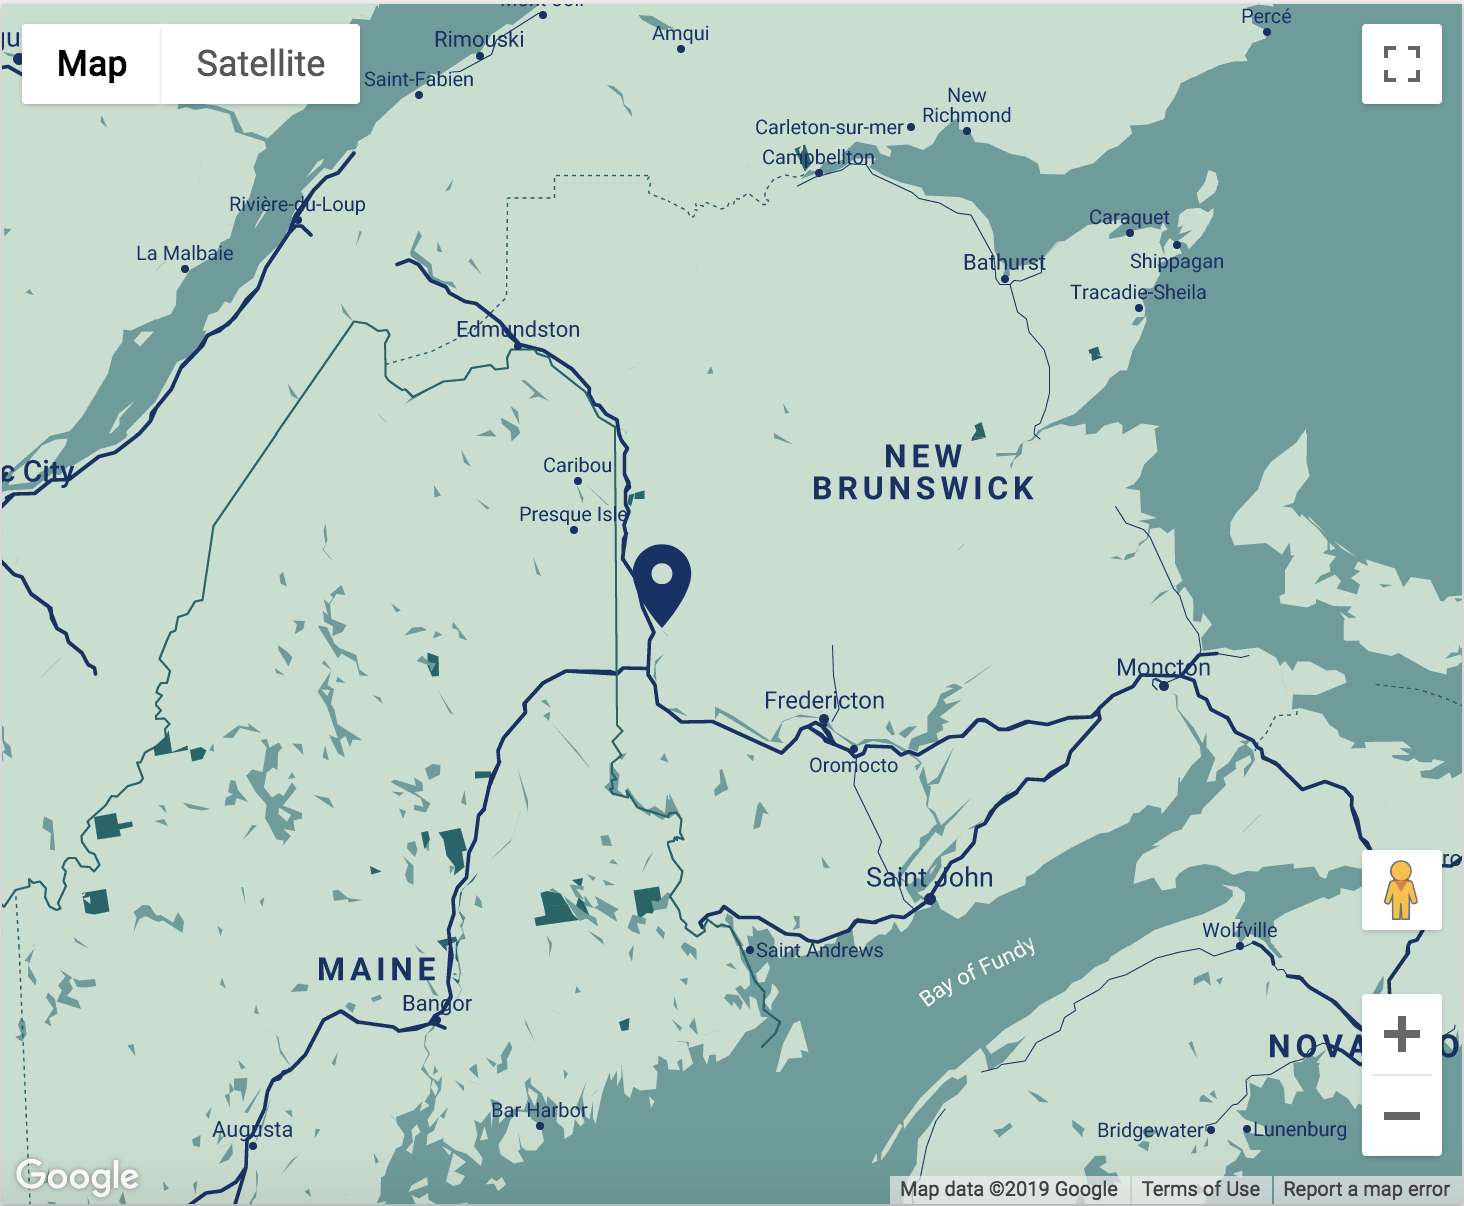 Map
Satellite
Rimouski
Saint-Fabien
Amqui
Percé
New
Richmond
Carleton-sur-mer
Campbellton
Rivière-du-Loup
La Malbaie
Caraquet
Shippagan
Bathurst
Tracadie-Sheila
Edmundston
c City
Caribou
Presque Isle
NEW
BRUNSWICK
Moncton
Fredericton
Oromocto
Saint John
Saint Andrews
Bay of Fundy
Wolfville
MAINE
Bangor
NOVA
Bar Harbor
Augusta
Bridgewater
Lunenburg
Google
Map data ©2019 Google
Terms of Use
Report a map error